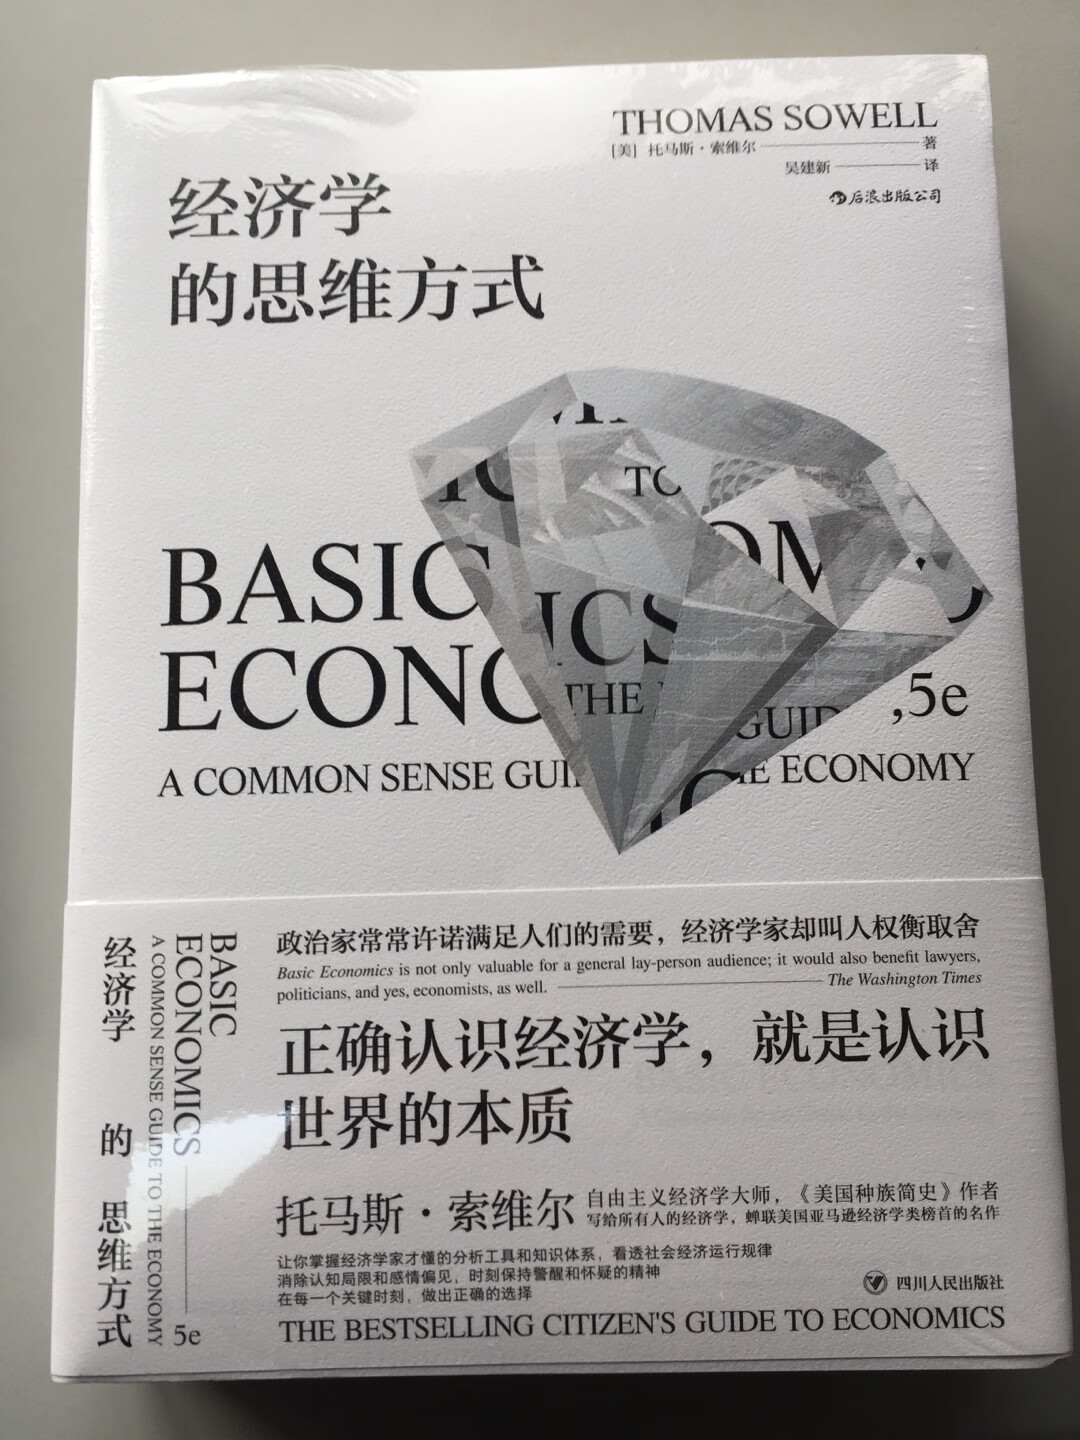 THOMAS SOWELL
[美] 托马斯·索维尔 著
吴建新 译
后浪出版公司
经济学
的思维方式
TO
BASIC
ICS
ECONO
THE
GUID
,5e
A COMMON SENSE GUI
IE ECONOMY
IC
政治家常常许诺满足人们的需要，经济学家却叫人权衡取舍
Basic Economics is not only valuable for a general lay-person audience; it would also benefit lawyers,
politicians, and yes, economists, as well. The Washington Times
正确认识经济学，就是认识
世界的本质
托马斯·索维尔
自由主义经济学大师，《美国种族简史》作者
写给所有人的经济学，蝉联美国亚马逊经济学类榜首的名作
让你掌握经济学家才懂的分析工具和知识体系，看透社会经济运行规律
消除认知局限和感情偏见，时刻保持警醒和怀疑的精神
在每一个关键时刻，做出正确的选择
四川人民出版社
THE BESTSELLING CITIZEN'S GUIDE TO ECONOMICS
BASIC
ECONOMICS
A COMMON SENSE GUIDE TO THE ECONOMY
5e
经济学 的 思维方式